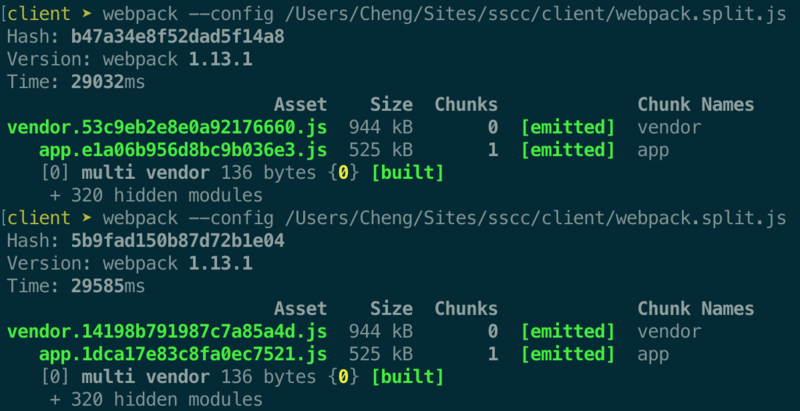 [client ➤ webpack --config /Users/Cheng/Sites/sscc/client/webpack.split.js
Hash: b47a34e8f52dad5f14a8
Version: webpack 1.13.1
Time: 29032ms
Asset Size Chunks Chunk Names
vendor.53c9eb2e8e0a92176660.js 944 kB 0 [emitted] vendor
app.e1a06b956d8bc9b036e3.js 525 kB 1 [emitted] app
[0] multi vendor 136 bytes {0} [built]
+ 320 hidden modules
[client ➤ webpack --config /Users/Cheng/Sites/sscc/client/webpack.split.js
Hash: 5b9fad150b87d72b1e04
Version: webpack 1.13.1
Time: 29585ms
Asset Size Chunks Chunk Names
vendor.14198b791987c7a85a4d.js 944 kB 0 [emitted] vendor
app.1dca17e83c8fa0ec7521.js 525 kB 1 [emitted] app
[0] multi vendor 136 bytes {0} [built]
+ 320 hidden modules